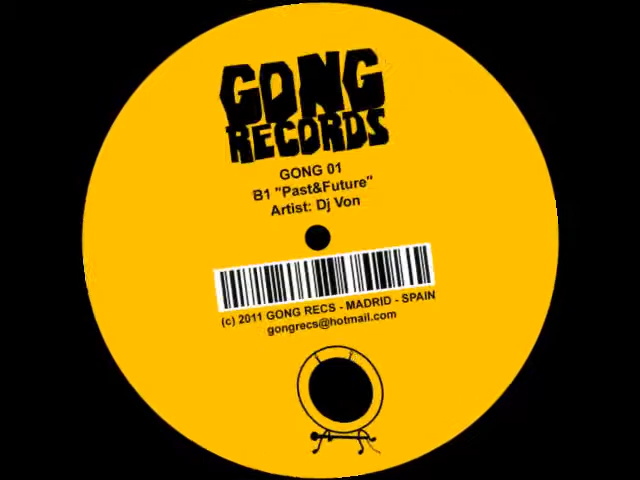 GONG
RECORDS
GONG 01
B1 "Past&Future"
Artist: Dj Von
(c) 2011 GONG RECS - MADRID - SPAIN
gongrecs@hotmail.com